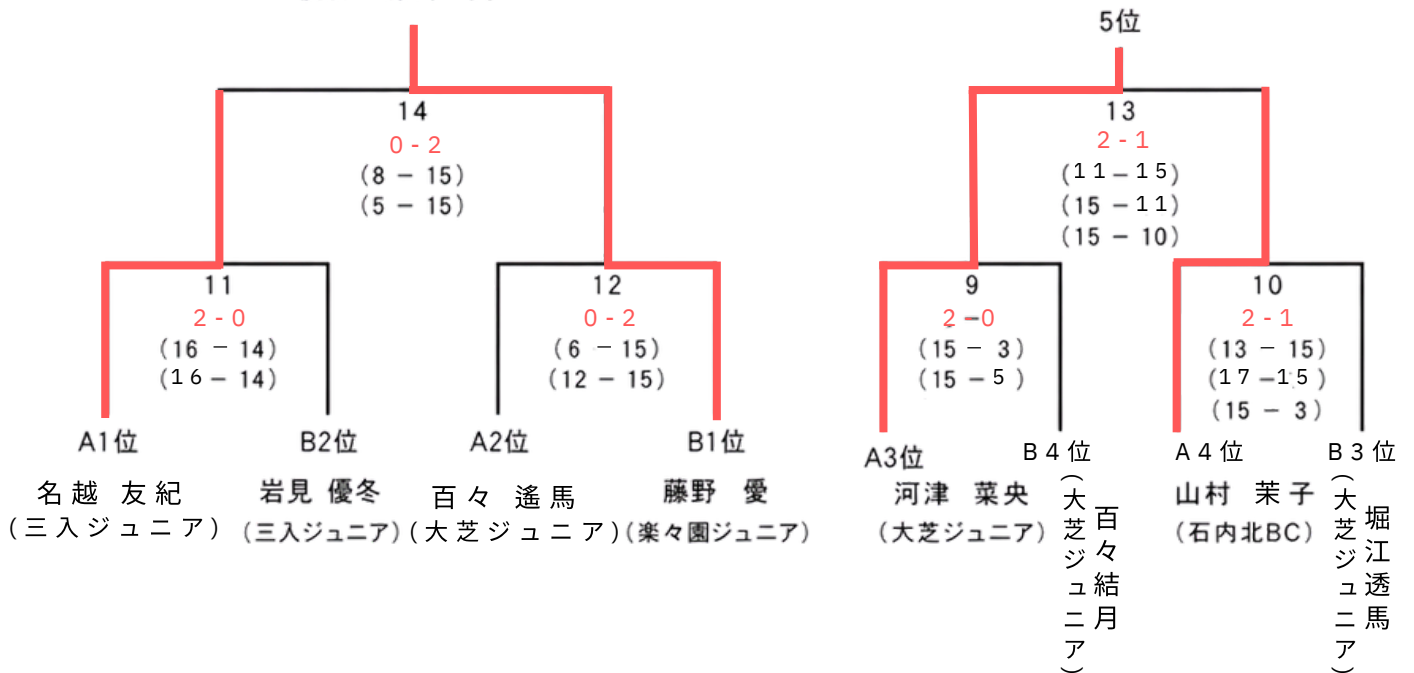 14
0-2
(8 － 15)
(5 － 15)
11
2-0
(16 － 14)
(16 － 14)
12
0-2
(6 － 15)
(12 － 15)
A1位
B2位
A2位
B1位
名越 友紀
(三入ジュニア)
岩見 優冬
(三入ジュニア)
百々 遙馬
(大芝ジュニア)
藤野 愛
(楽々園ジュニア)
5位
13
2-1
(11－15)
(15 －11)
(15 － 10)
9
2-0
(15 － 3)
(15 － 5)
10
2-1
(13 － 15)
(17 －15)
(15 － 3)
A3位
B4位
A4位
B3位
河津 菜央
(大芝ジュニア)
百々結月
(大芝ジュニア)
山村 茉子
(石内北BC)
堀江透馬
(大芝ジュニア)